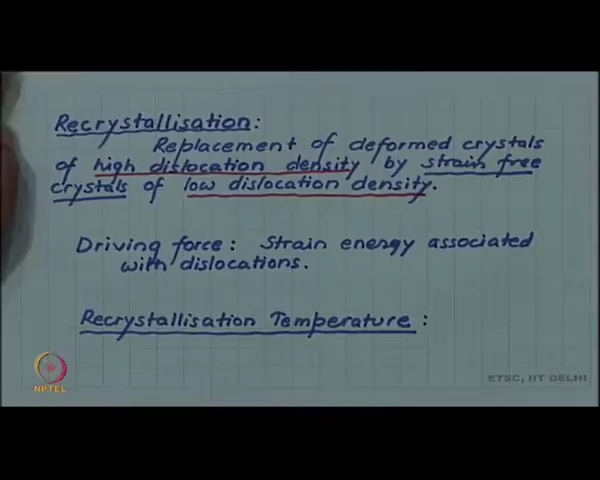 Recrystallisation:
Replacement of deformed crystals
of high dislocation density by strain free
crystals of low dislocation density.
Driving force: Strain energy associated
with dislocations.
Recrystallisation Temperature:
NPTEL
ETSC, IIT DELHI